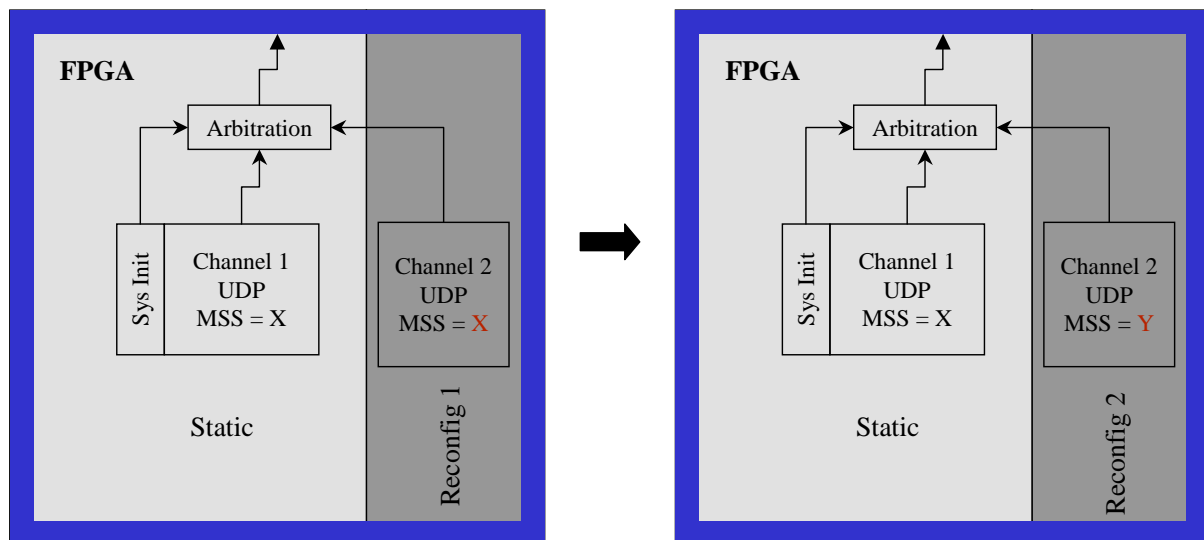 FPGA
Arbitration
Sys Init
Channel 1
UDP
MSS = X
Channel 2
UDP
MSS = X
Static
Reconfig 1
FPGA
Arbitration
Sys Init
Channel 1
UDP
MSS = X
Channel 2
UDP
MSS = Y
Static
Reconfig 2